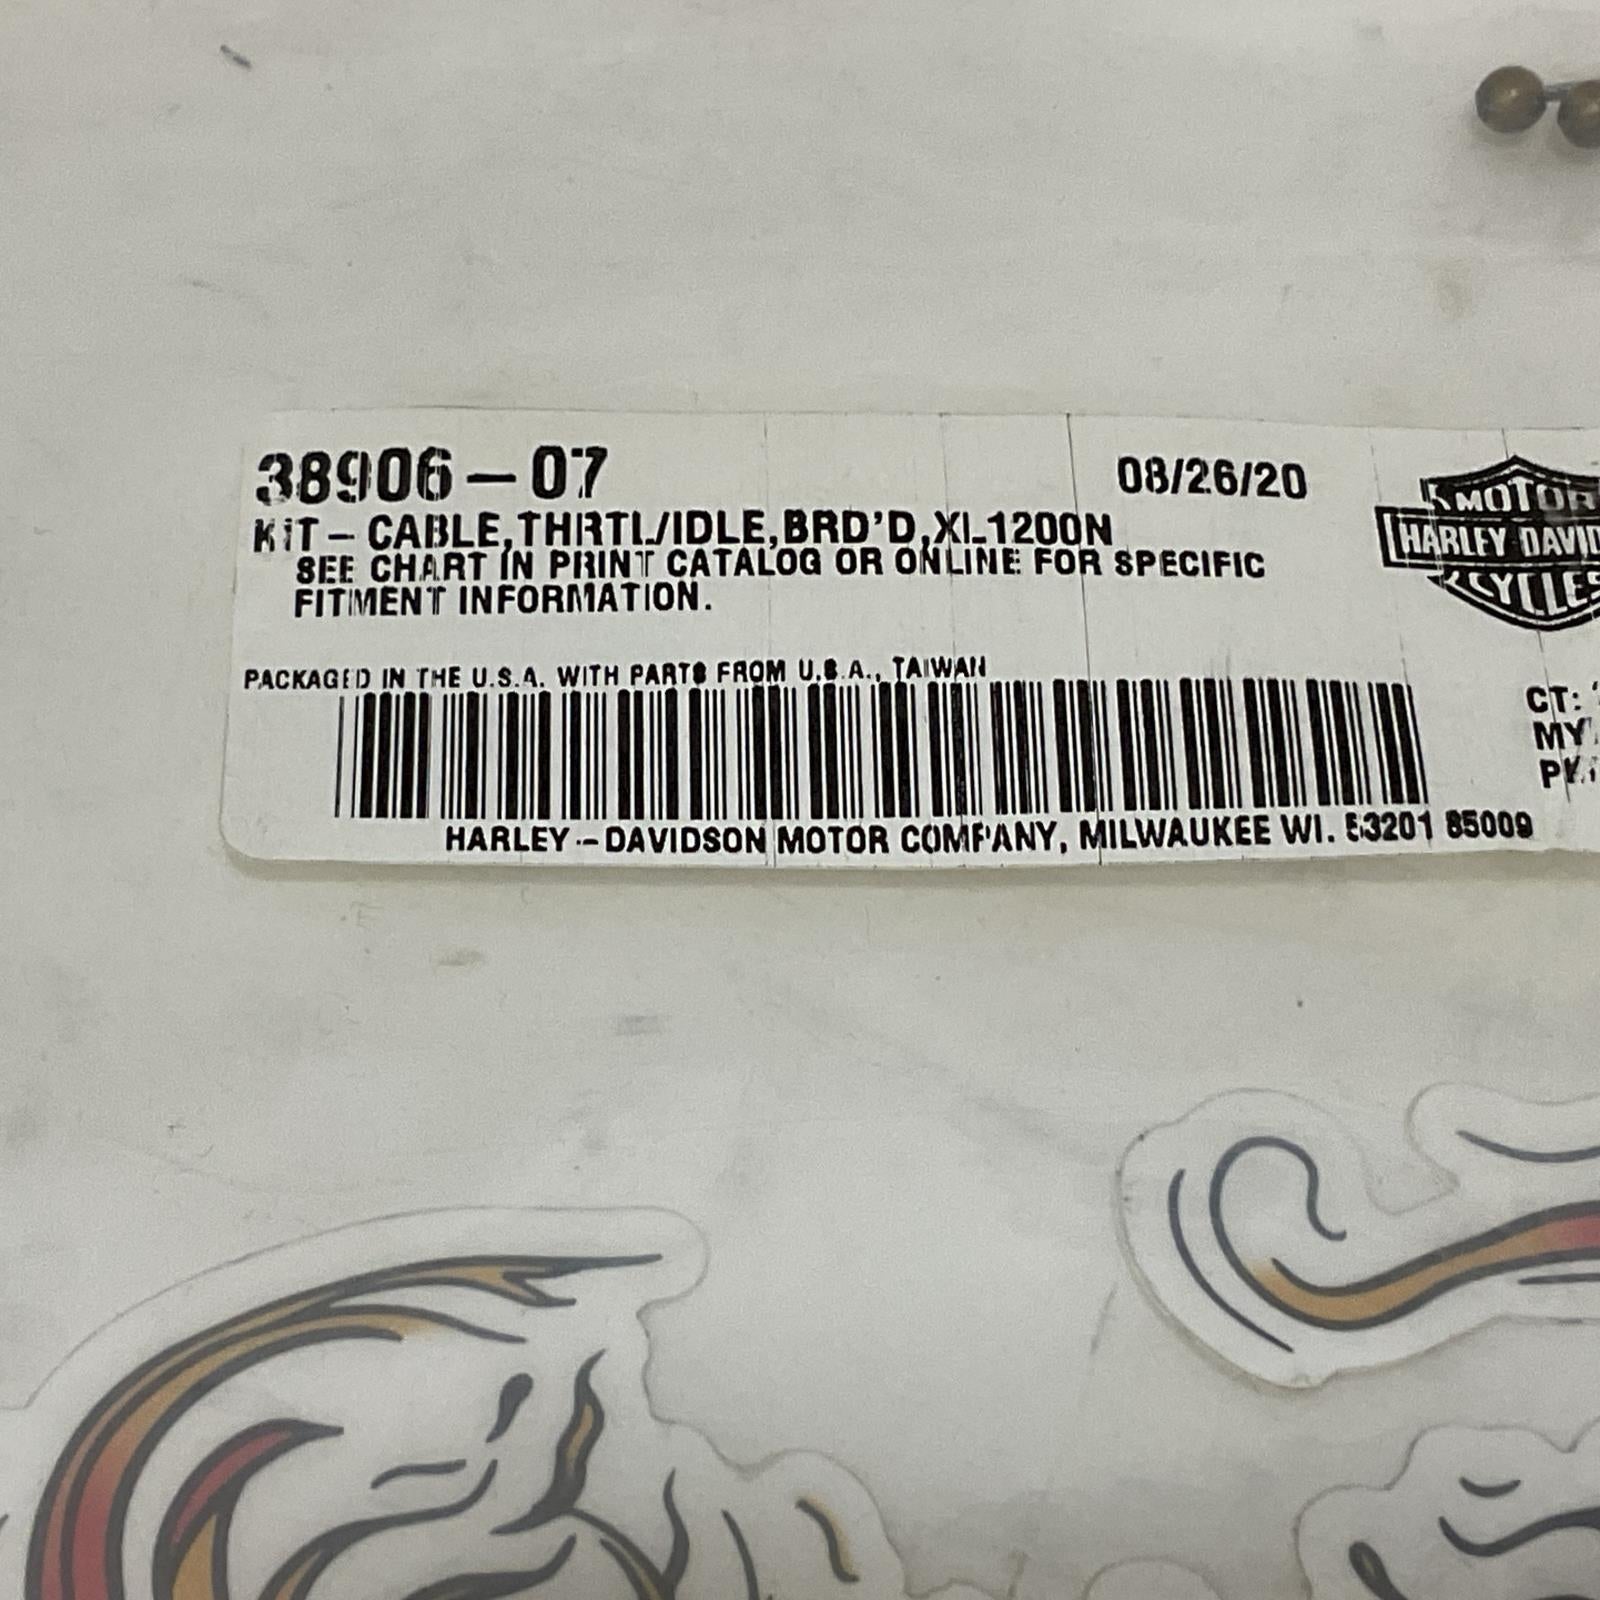 38906-07
08/26/20
KIT - CABLE,THRTL/IDLE,BRD'D,XL1200N
SEE CHART IN PRINT CATALOG OR ONLINE FOR SPECIFIC
FITMENT INFORMATION.
MOTOR
HARLEY-DAVID
CYCLES
PACKAGED IN THE U.S.A. WITH PARTS FROM U.S.A., TAIWAN
CT:
MY
HARLEY-DAVIDSON MOTOR COMPANY, MILWAUKEE WI. 53201 85009